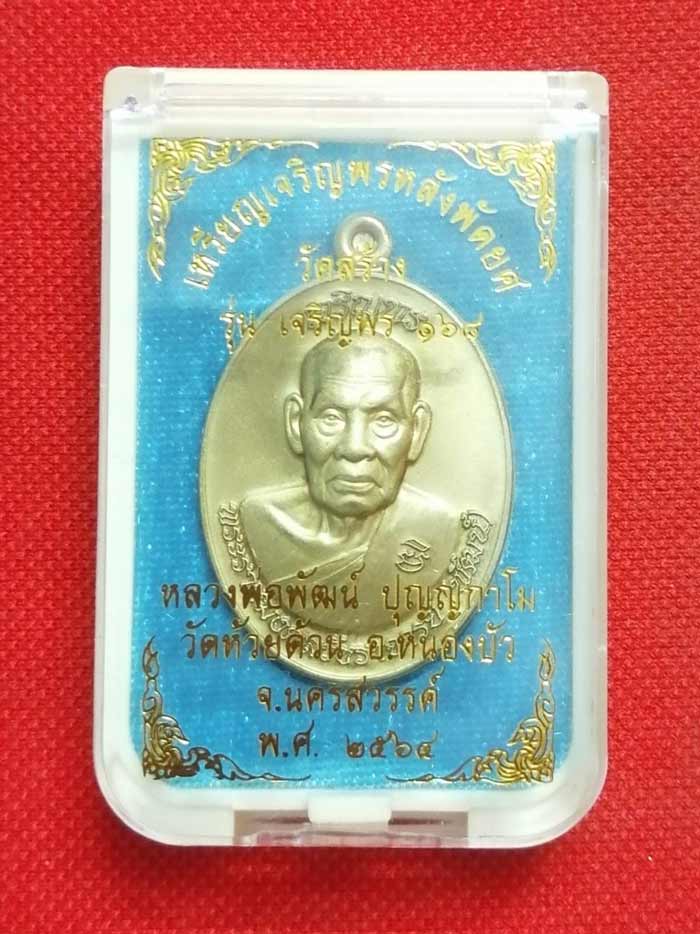 เหรียญเจริญพรหลังพัดยศ
วัดสร้าง
รุ่น เจริญพร ๑๖๘
หลวงพ่อพัฒน์ ปุญญกาโม
วัดห้วยด้วน อ.หนองบัว
จ.นครสวรรค์
พ.ศ. ๒๕๖๔